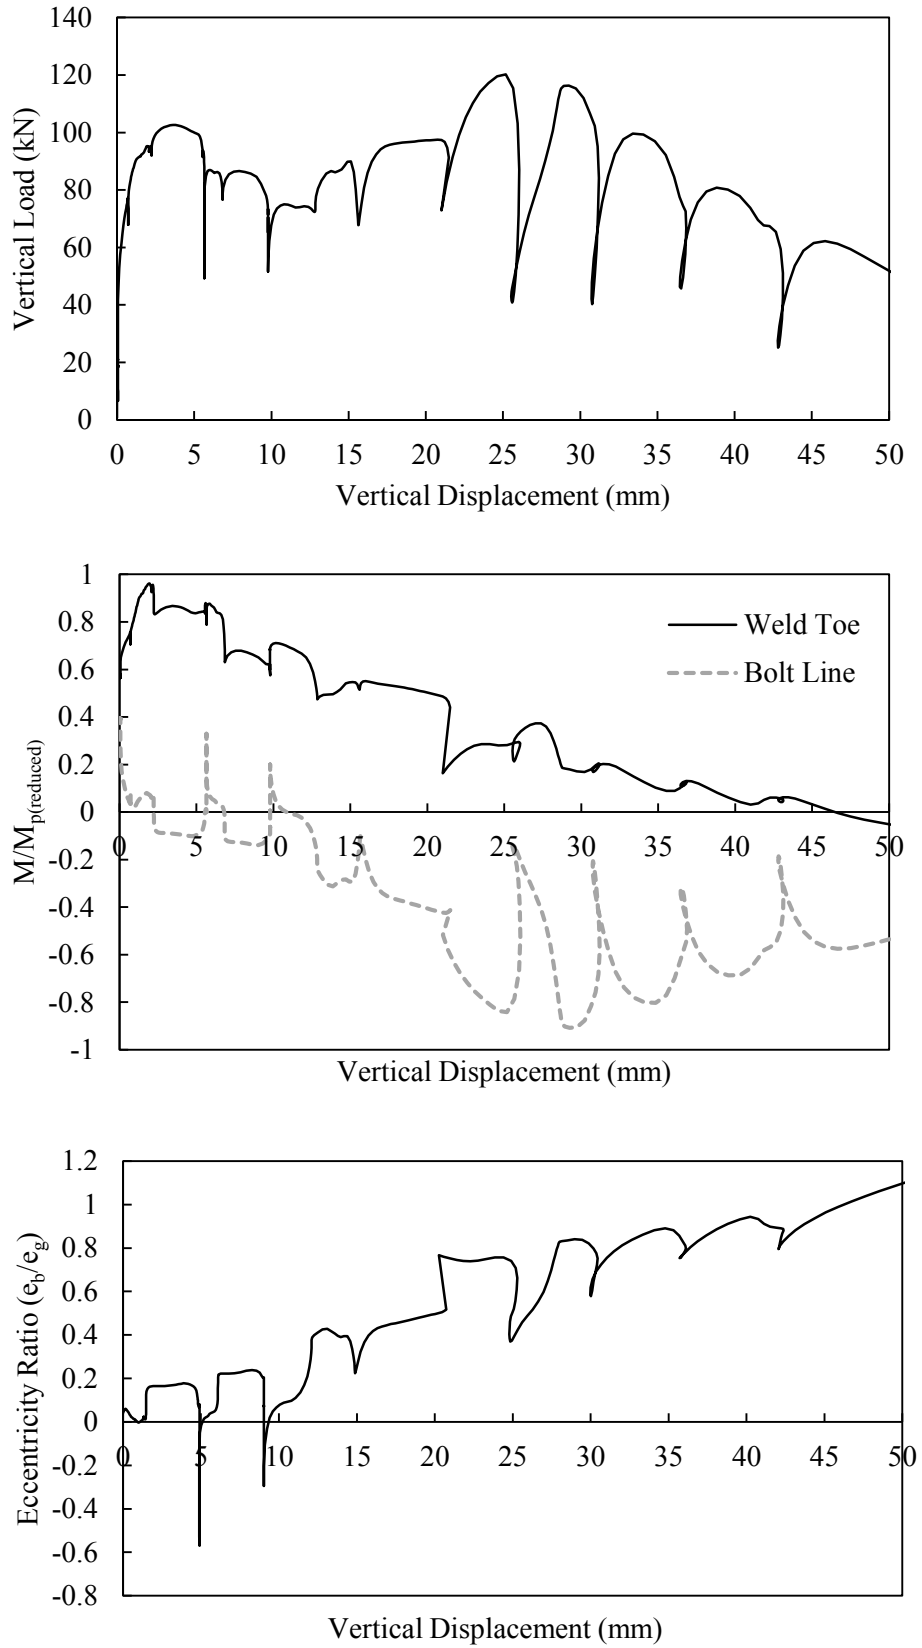 140
120
100
80
60
40
20
0
Vertical Load (kN)
0 5 10 15 20 25 30 35 40 45 50
Vertical Displacement (mm)
1
0.8
0.6
0.4
0.2
0
-0.2
-0.4
-0.6
-0.8
-1
M/Mp(reduced)
Weld Toe
Bolt Line
0 5 10 15 20 25 30 35 40 45 50
Vertical Displacement (mm)
1.2
1
0.8
0.6
0.4
0.2
0
-0.2
-0.4
-0.6
-0.8
Eccentricity Ratio (eb/eg)
0 5 10 15 20 25 30 35 40 45 50
Vertical Displacement (mm)